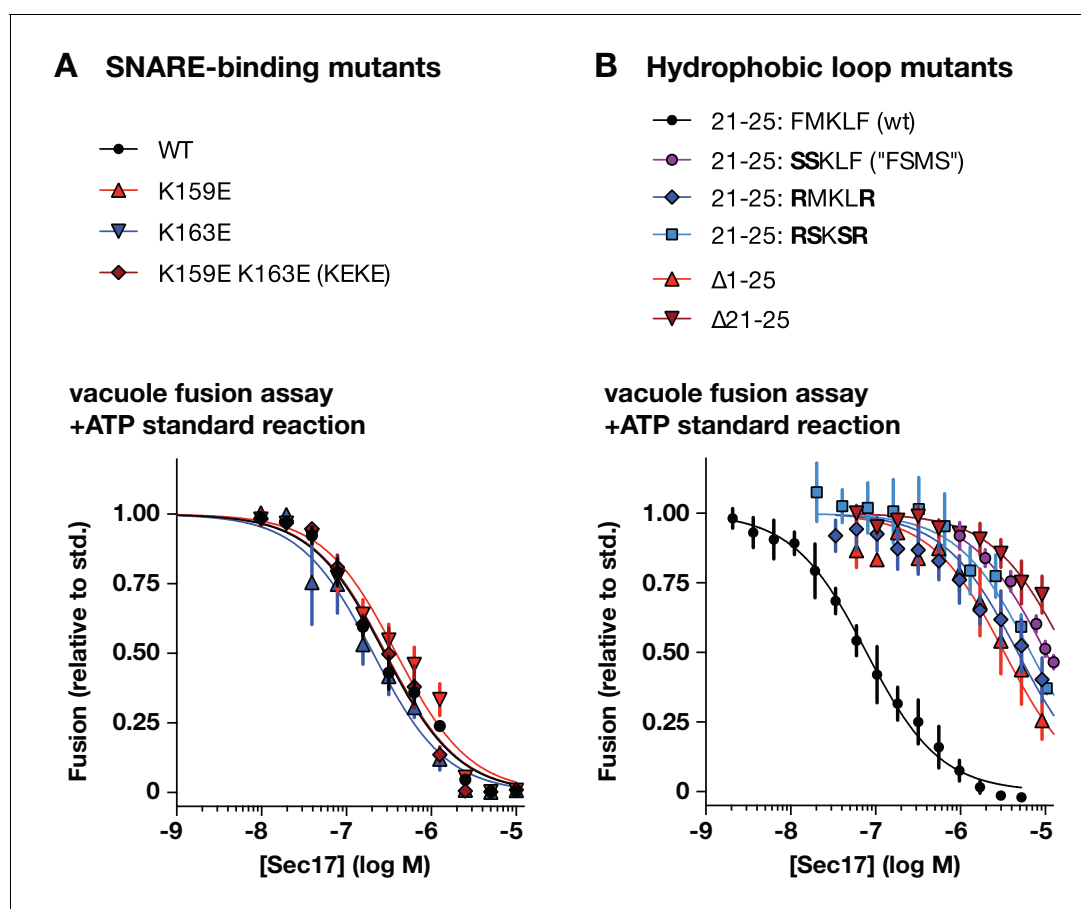 A SNARE-binding mutants
WT
K159E
K163E
K159E K163E (KEKE)
vacuole fusion assay
+ATP standard reaction
Fusion (relative to std.)
1.00
0.75
0.50
0.25
0
-9 -8 -7 -6 -5
[Sec17] (log M)
B Hydrophobic loop mutants
21-25: FMKLF (wt)
21-25: SSKLF ("FSMS")
21-25: RMKLR
21-25: RSKSR
Δ1-25
Δ21-25
vacuole fusion assay
+ATP standard reaction
Fusion (relative to std.)
1.00
0.75
0.50
0.25
0
-9 -8 -7 -6 -5
[Sec17] (log M)